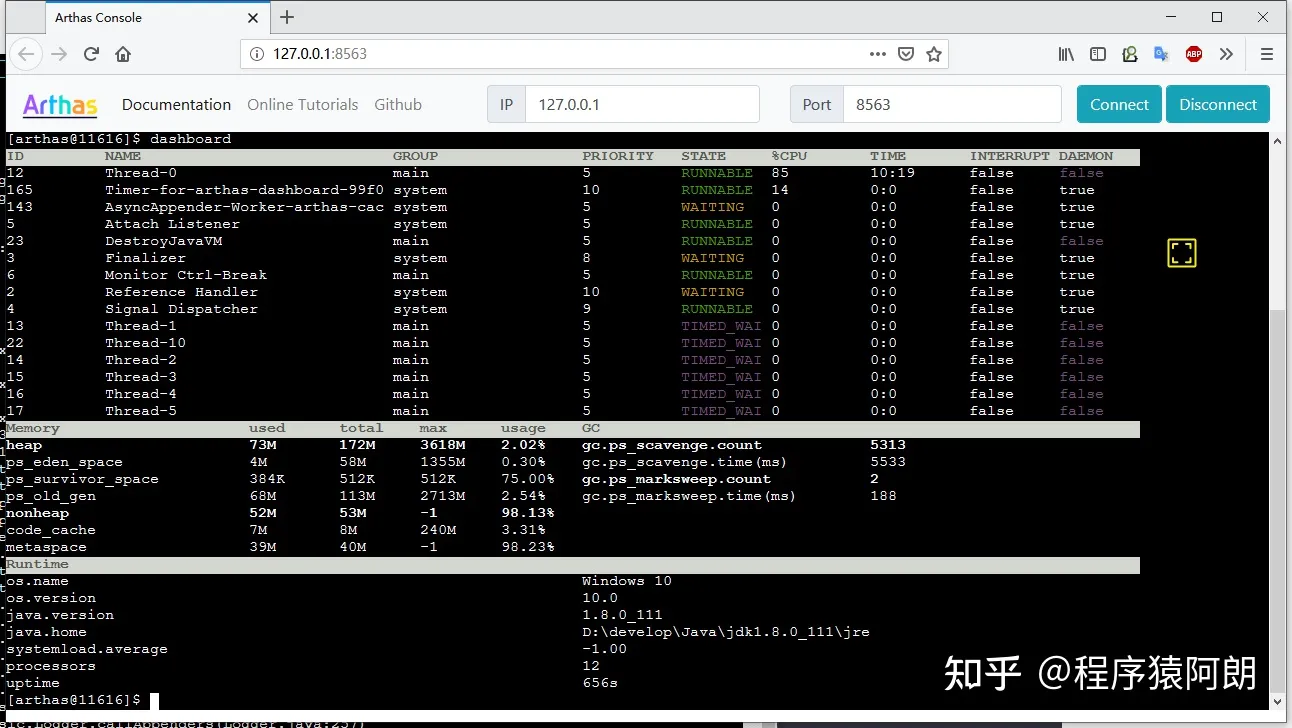 Arthas Console
127.0.0.1:8563
ABP
Arthas Documentation Online Tutorials Github IP 127.0.0.1 Port 8563 Connect Disconnect
[arthas@11616]$ dashboard
ID NAME GROUP PRIORITY STATE %CPU TIME INTERRUPT DAEMON
12 Thread-0 main 5 RUNNABLE 85 10:19 false false
165 Timer-for-arthas-dashboard-99f0 system 10 RUNNABLE 14 0:0 false true
143 AsyncAppender-Worker-arthas-cac system 5 WAITING 0 0:0 false true
5 Attach Listener system 5 RUNNABLE 0 0:0 false true
23 DestroyJavaVM main 5 RUNNABLE 0 0:0 false false
3 Finalizer system 8 WAITING 0 0:0 false true
6 Monitor Ctrl-Break main 5 RUNNABLE 0 0:0 false true
2 Reference Handler system 10 WAITING 0 0:0 false true
4 Signal Dispatcher system 9 RUNNABLE 0 0:0 false true
13 Thread-1 main 5 TIMED_WAI 0 0:0 false false
22 Thread-10 main 5 TIMED_WAI 0 0:0 false false
14 Thread-2 main 5 TIMED_WAI 0 0:0 false false
15 Thread-3 main 5 TIMED_WAI 0 0:0 false false
16 Thread-4 main 5 TIMED_WAI 0 0:0 false false
17 Thread-5 main 5 TIMED_WAI 0 0:0 false false
Memory used total max usage GC
heap 73M 172M 3618M 2.02% gc.ps_scavenge.count 5313
ps_eden_space 4M 58M 1355M 0.30% gc.ps_scavenge.time(ms) 5533
ps_survivor_space 384K 512K 512K 75.00% gc.ps_marksweep.count 2
ps_old_gen 68M 113M 2713M 2.54% gc.ps_marksweep.time(ms) 188
nonheap 52M 53M -1 98.13%
code_cache 7M 8M 240M 3.31%
metaspace 39M 40M -1 98.23%
Runtime
os.name Windows 10
os.version 10.0
java.version 1.8.0_111
java.home D:\develop\Java\jdk1.8.0_111\jre
systemload.average -1.00
processors 12
uptime 656s
[arthas@11616]$
知乎 @程序猿阿朗